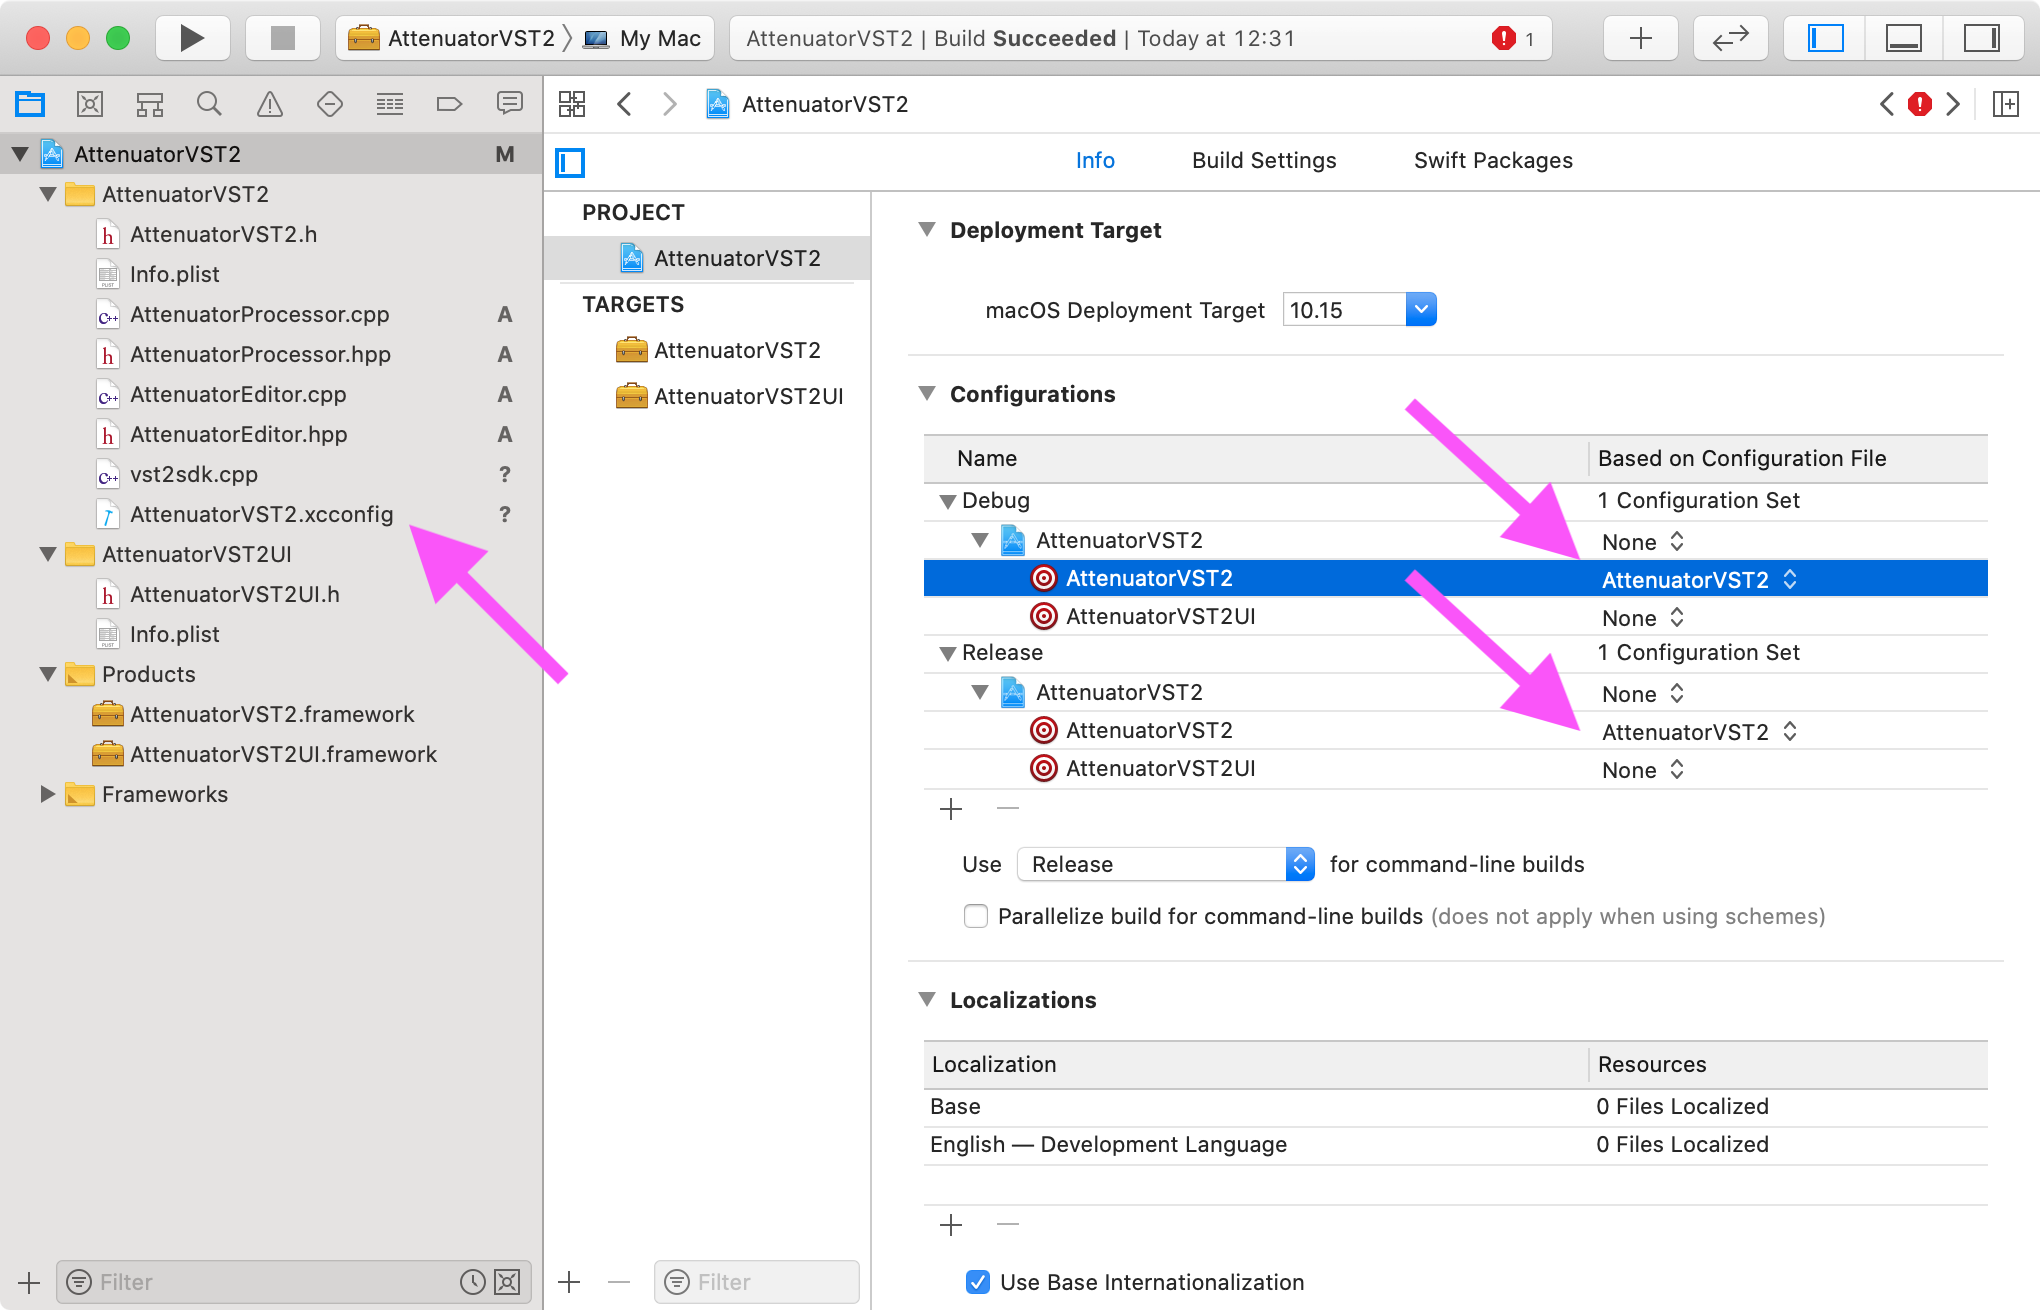 AttenuatorVST2 My Mac
AttenuatorVST2 | Build Succeeded | Today at 12:31
1
AttenuatorVST2 M
AttenuatorVST2
AttenuatorVST2.h
Info.plist
AttenuatorProcessor.cpp A
AttenuatorProcessor.hpp A
AttenuatorEditor.cpp A
AttenuatorEditor.hpp A
vst2sdk.cpp ?
AttenuatorVST2.xcconfig ?
AttenuatorVST2UI
AttenuatorVST2UI.h
Info.plist
Products
AttenuatorVST2.framework
AttenuatorVST2UI.framework
Frameworks
Filter
AttenuatorVST2
Info Build Settings Swift Packages
PROJECT
AttenuatorVST2
TARGETS
AttenuatorVST2
AttenuatorVST2UI
Filter
Deployment Target
macOS Deployment Target 10.15
Configurations
Name Based on Configuration File
Debug 1 Configuration Set
AttenuatorVST2 None
AttenuatorVST2 AttenuatorVST2
AttenuatorVST2UI None
Release 1 Configuration Set
AttenuatorVST2 None
AttenuatorVST2 AttenuatorVST2
AttenuatorVST2UI None
Use Release for command-line builds
Parallelize build for command-line builds (does not apply when using schemes)
Localizations
Localization Resources
Base 0 Files Localized
English — Development Language 0 Files Localized
Use Base Internationalization